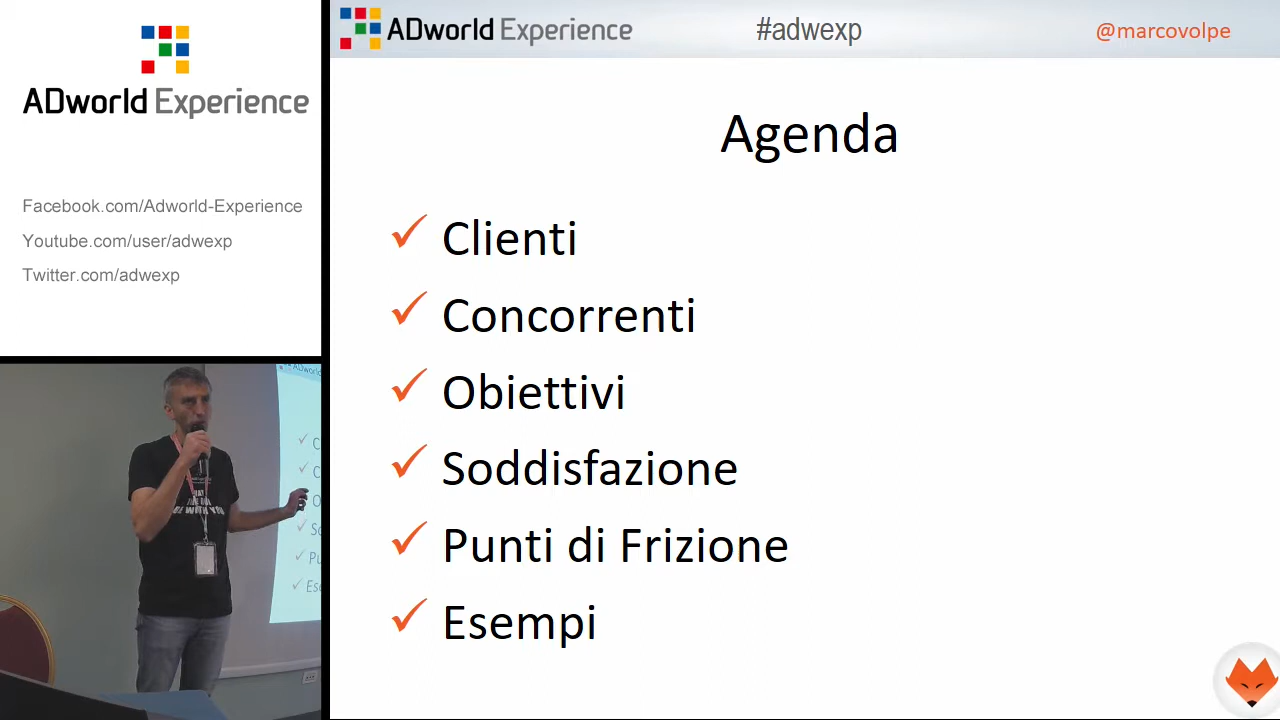 ADworld Experience
Facebook.com/Adworld-Experience
Youtube.com/user/adwexp
Twitter.com/adwexp
ADworld Experience #adwexp @marcovolpe
Agenda
✓ Clienti
✓ Concorrenti
✓ Obiettivi
✓ Soddisfazione
✓ Punti di Frizione
✓ Esempi